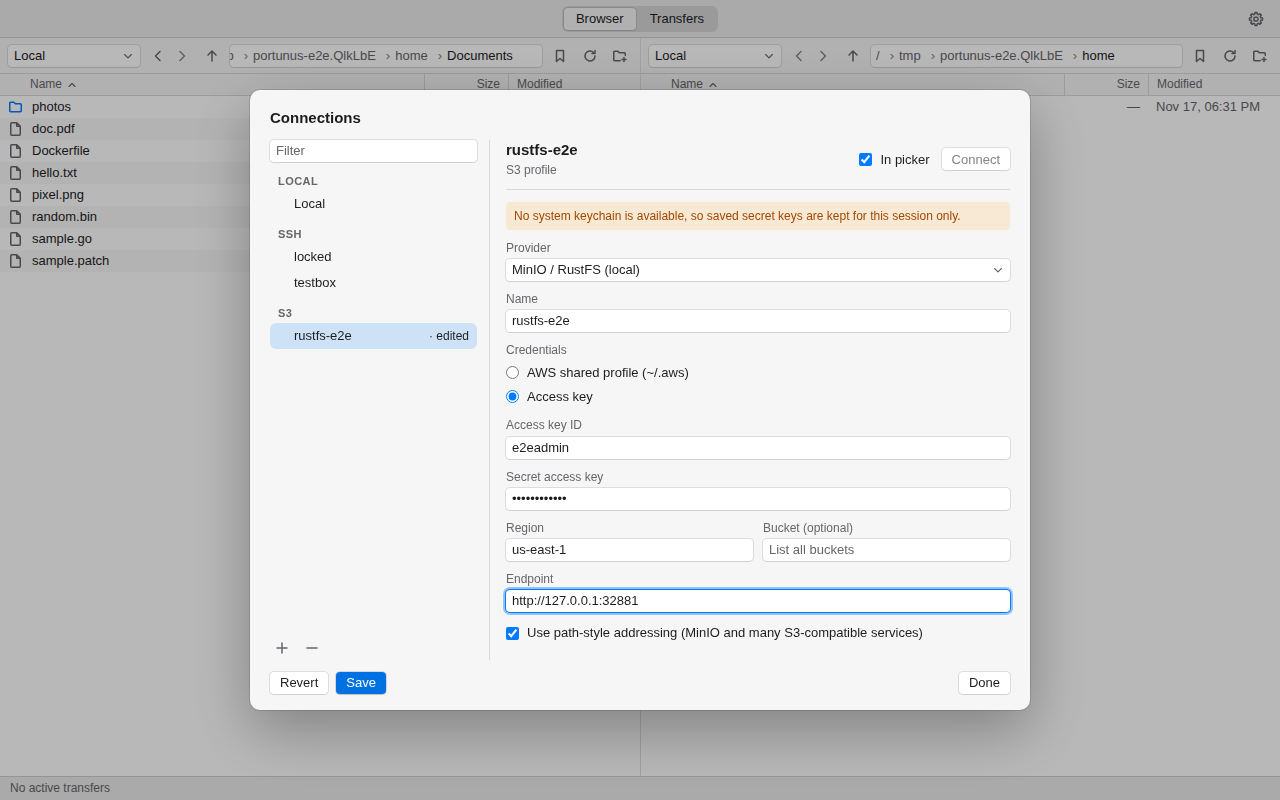 Browser Transfers
Local
› portunus-e2e.QlkLbE › home › Documents
Local
/ › tmp › portunus-e2e.QlkLbE › home
Name Size Modified
Name Size Modified
photos
doc.pdf
Dockerfile
hello.txt
pixel.png
random.bin
sample.go
sample.patch
— Nov 17, 06:31 PM
Connections
Filter
LOCAL
Local
SSH
locked
testbox
S3
rustfs-e2e · edited
rustfs-e2e
S3 profile
In picker
Connect
No system keychain is available, so saved secret keys are kept for this session only.
Provider
MinIO / RustFS (local)
Name
rustfs-e2e
Credentials
AWS shared profile (~/.aws)
Access key
Access key ID
e2eadmin
Secret access key
••••••••••••
Region Bucket (optional)
us-east-1 List all buckets
Endpoint
http://127.0.0.1:32881
Use path-style addressing (MinIO and many S3-compatible services)
Revert Save Done
No active transfers